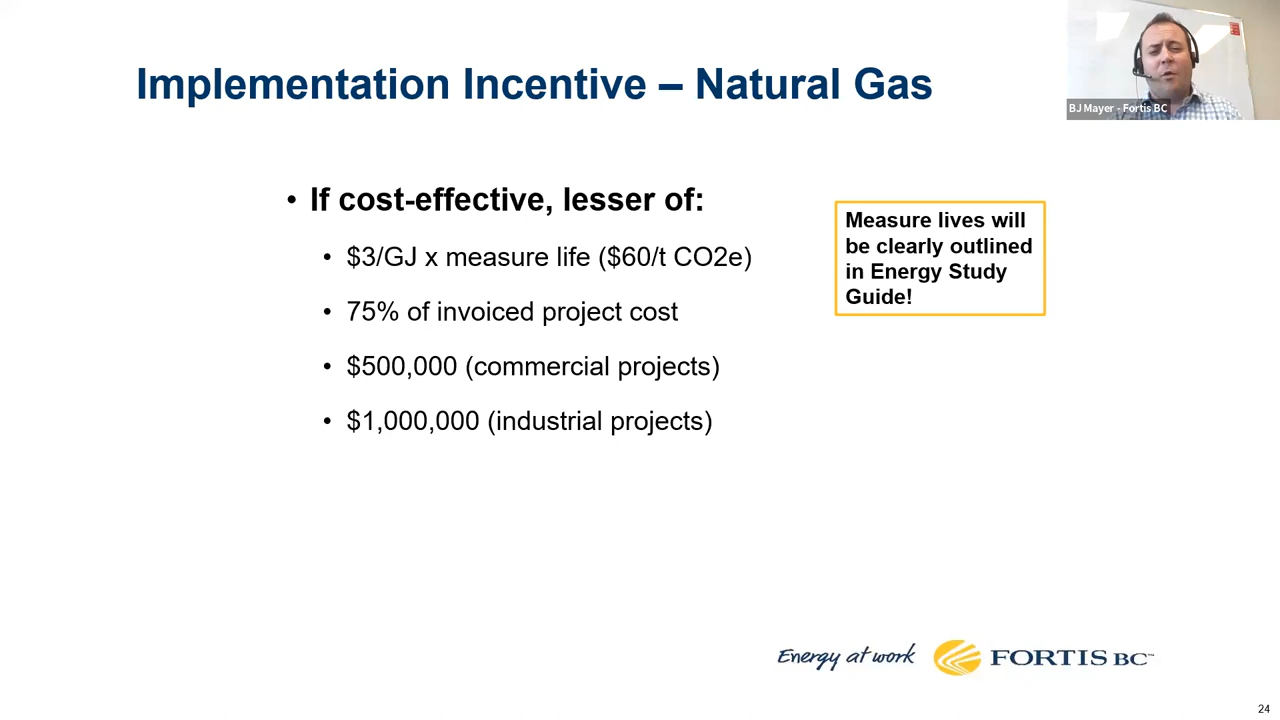 Implementation Incentive – Natural Gas
BJ Mayer - Fortis BC
• If cost-effective, lesser of:
• $3/GJ x measure life ($60/t CO2e)
• 75% of invoiced project cost
• $500,000 (commercial projects)
• $1,000,000 (industrial projects)
Measure lives will
be clearly outlined
in Energy Study
Guide!
Energy at work
FORTIS BC™
24